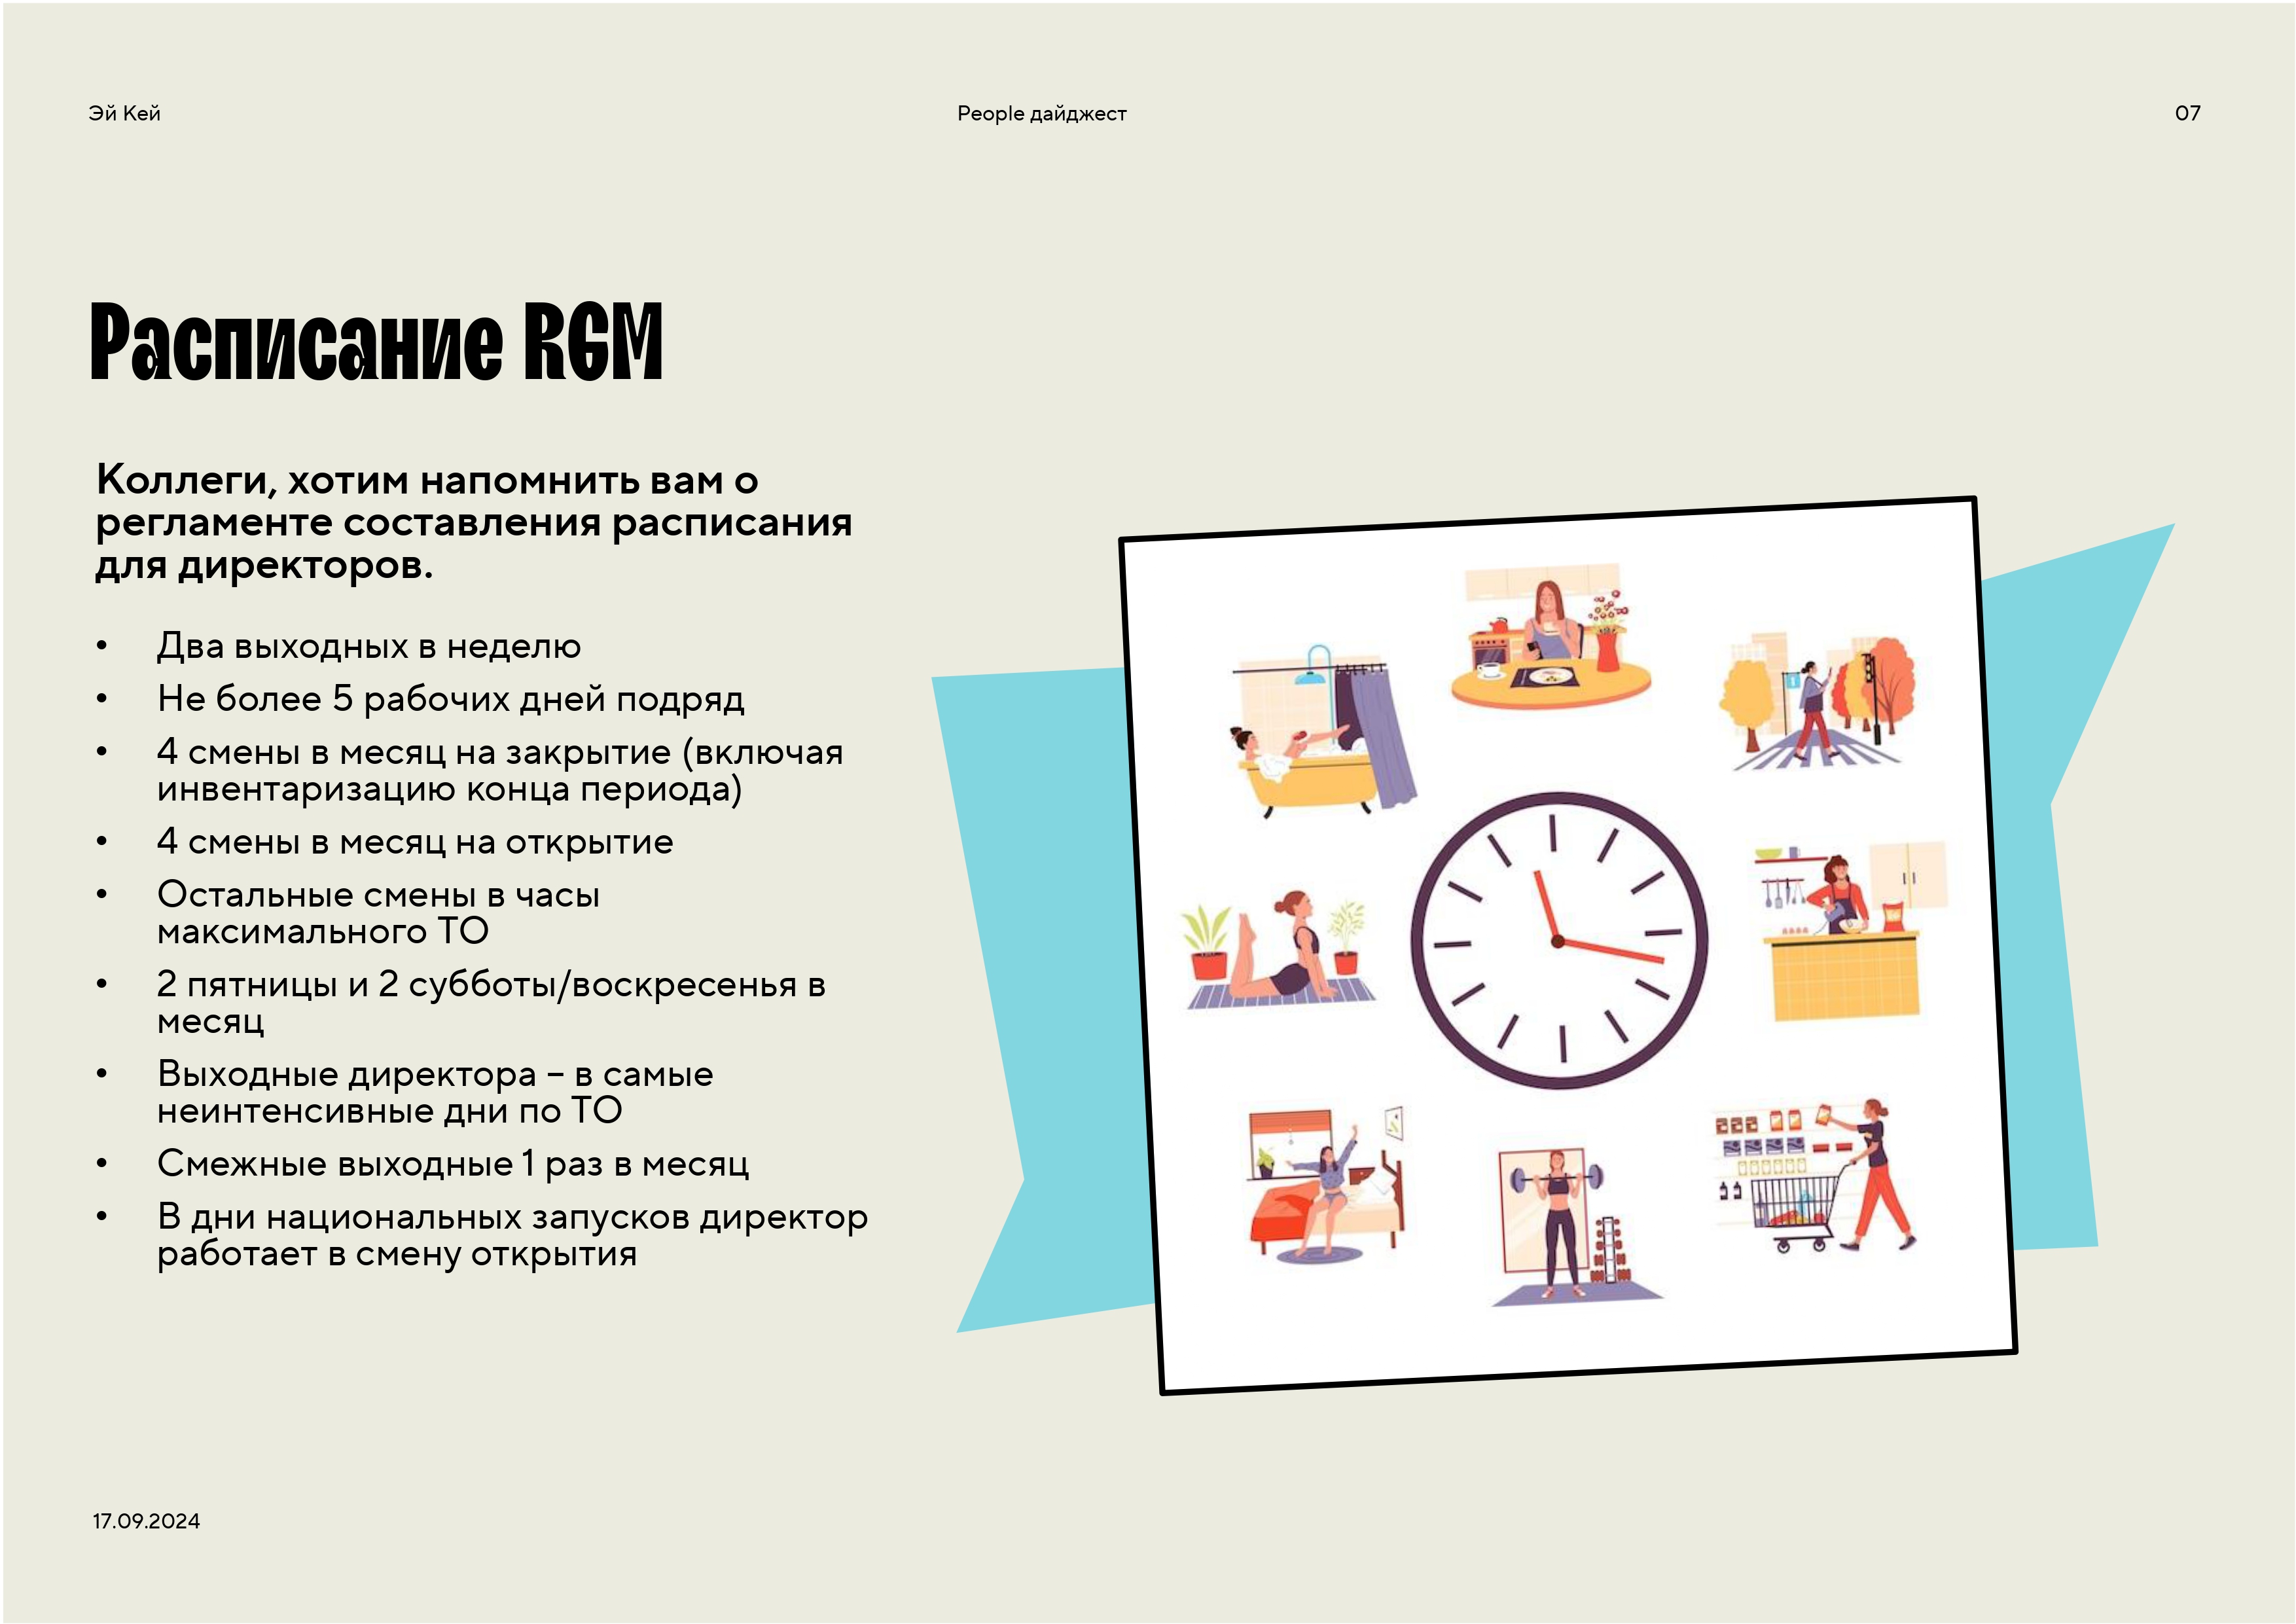 Эй Кей
People дайджест
07
Расписание RGM
Коллеги, хотим напомнить вам о
регламенте составления расписания
для директоров.
• Два выходных в неделю
• Не более 5 рабочих дней подряд
• 4 смены в месяц на закрытие (включая
инвентаризацию конца периода)
• 4 смены в месяц на открытие
• Остальные смены в часы
максимального ТО
• 2 пятницы и 2 субботы/воскресенья в
месяц
• Выходные директора – в самые
неинтенсивные дни по ТО
• Смежные выходные 1 раз в месяц
• В дни национальных запусков директор
работает в смену открытия
17.09.2024